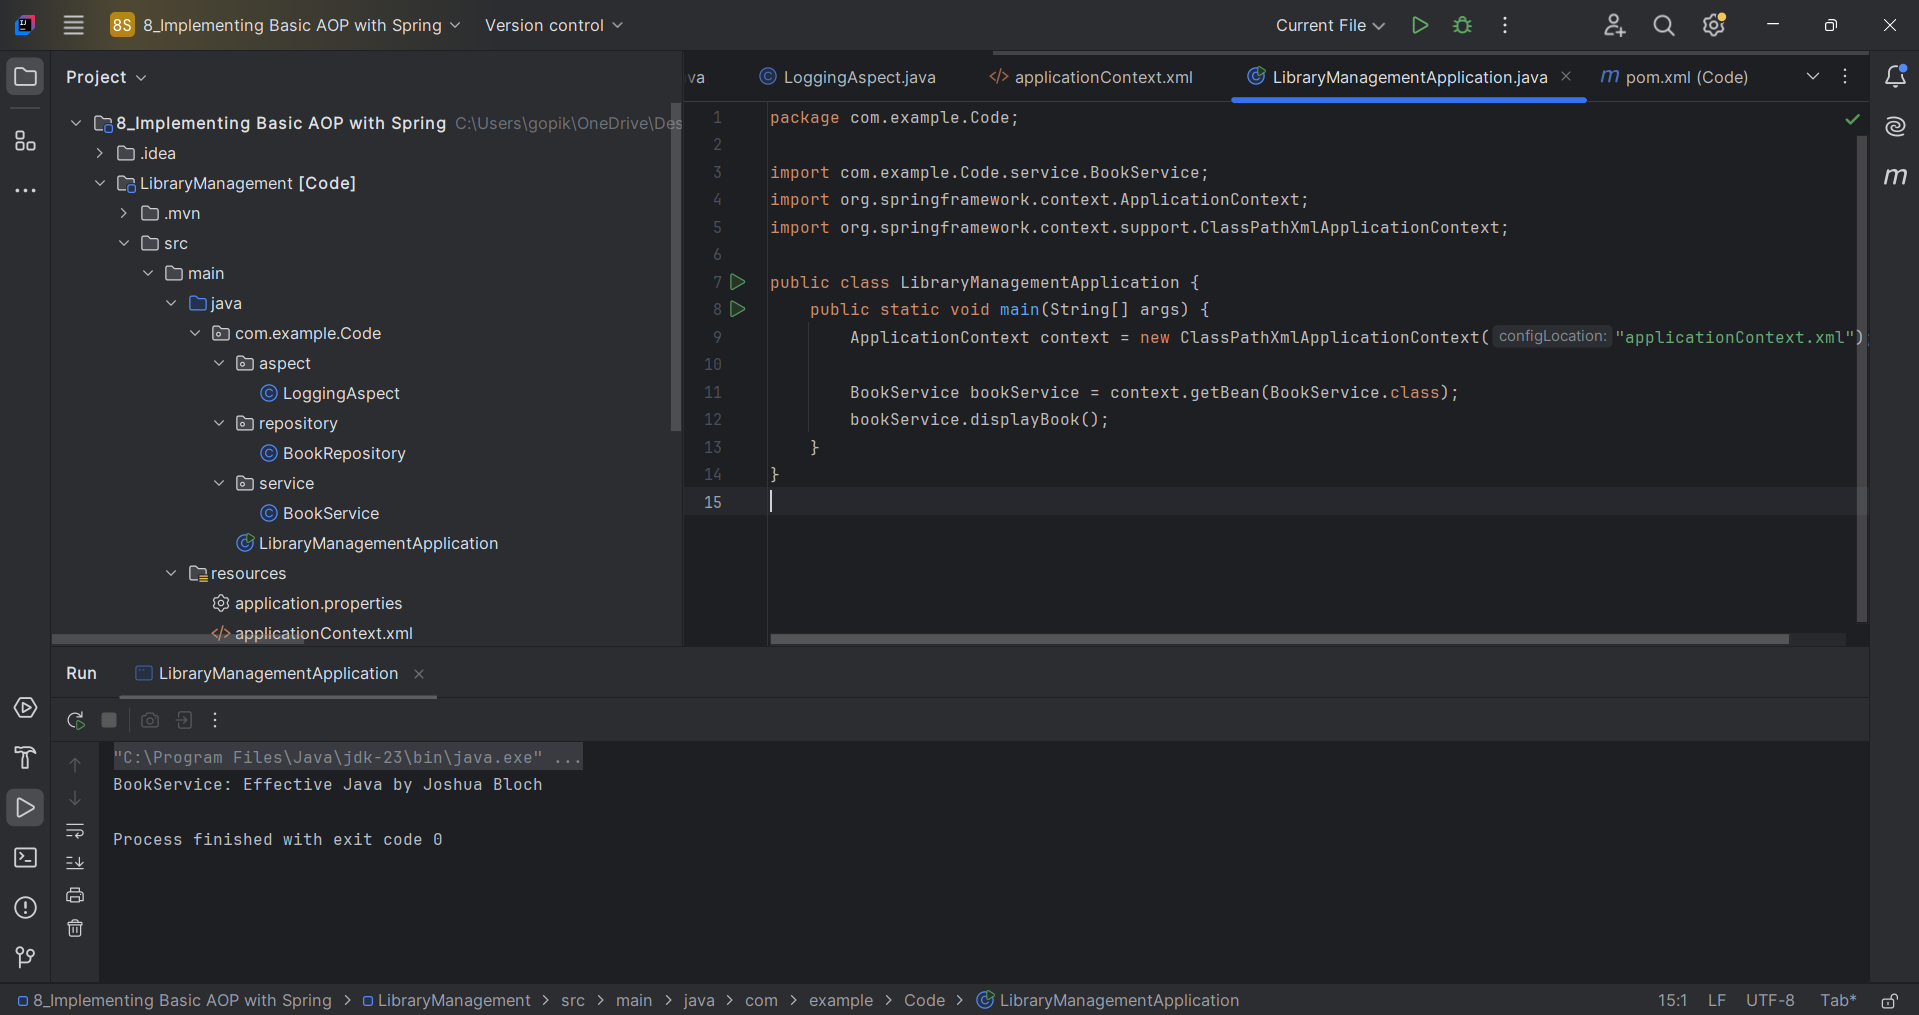 8S 8_Implementing Basic AOP with Spring Version control Current File
Project
va LoggingAspect.java applicationContext.xml LibraryManagementApplication.java pom.xml (Code)
8_Implementing Basic AOP with Spring C:\Users\gopik\OneDrive\Des
.idea
LibraryManagement [Code]
.mvn
src
main
java
com.example.Code
aspect
LoggingAspect
repository
BookRepository
service
BookService
LibraryManagementApplication
resources
application.properties
applicationContext.xml
1 package com.example.Code;
2
3 import com.example.Code.service.BookService;
4 import org.springframework.context.ApplicationContext;
5 import org.springframework.context.support.ClassPathXmlApplicationContext;
6
7 public class LibraryManagementApplication {
8 public static void main(String[] args) {
9 ApplicationContext context = new ClassPathXmlApplicationContext( configLocation: "applicationContext.xml");
10
11 BookService bookService = context.getBean(BookService.class);
12 bookService.displayBook();
13 }
14 }
15
Run LibraryManagementApplication
"C:\Program Files\Java\jdk-23\bin\java.exe" ...
BookService: Effective Java by Joshua Bloch
Process finished with exit code 0
8_Implementing Basic AOP with Spring > LibraryManagement > src > main > java > com > example > Code > LibraryManagementApplication 15:1 LF UTF-8 Tab*